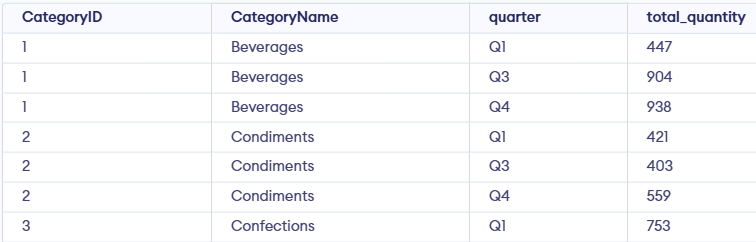 CategoryID CategoryName quarter total_quantity
1 Beverages Q1 447
1 Beverages Q3 904
1 Beverages Q4 938
2 Condiments Q1 421
2 Condiments Q3 403
2 Condiments Q4 559
3 Confections Q1 753